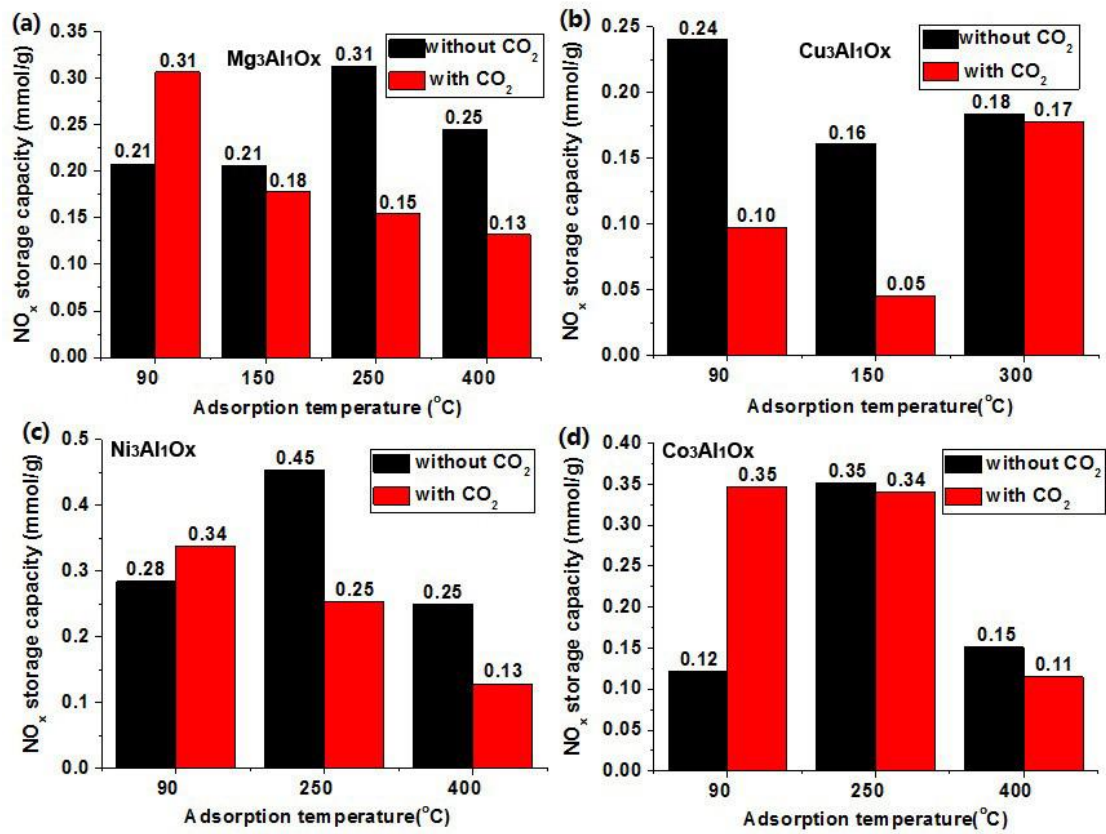 (a)
Mg₃Al₁Ox
without CO₂
with CO₂
NOₓ storage capacity (mmol/g)
0.35
0.30
0.25
0.20
0.15
0.10
0.05
0.00
0.21 0.31 0.21 0.18 0.31 0.15 0.25 0.13
90 150 250 400
Adsorption temperature (°C)
(b)
Cu₃Al₁Ox
without CO₂
with CO₂
NOₓ storage capacity (mmol/g)
0.25
0.20
0.15
0.10
0.05
0.00
0.24 0.10 0.16 0.05 0.18 0.17
90 150 300
Adsorption temperature(°C)
(c)
Ni₃Al₁Ox
without CO₂
with CO₂
NOₓ storage capacity (mmol/g)
0.5
0.4
0.3
0.2
0.1
0.0
0.28 0.34 0.45 0.25 0.25 0.13
90 250 400
Adsorption temperature(°C)
(d)
Co₃Al₁Ox
without CO₂
with CO₂
NOₓ storage capacity (mmol/g)
0.40
0.35
0.30
0.25
0.20
0.15
0.10
0.05
0.00
0.12 0.35 0.35 0.34 0.15 0.11
90 250 400
Adsorption temperature(°C)